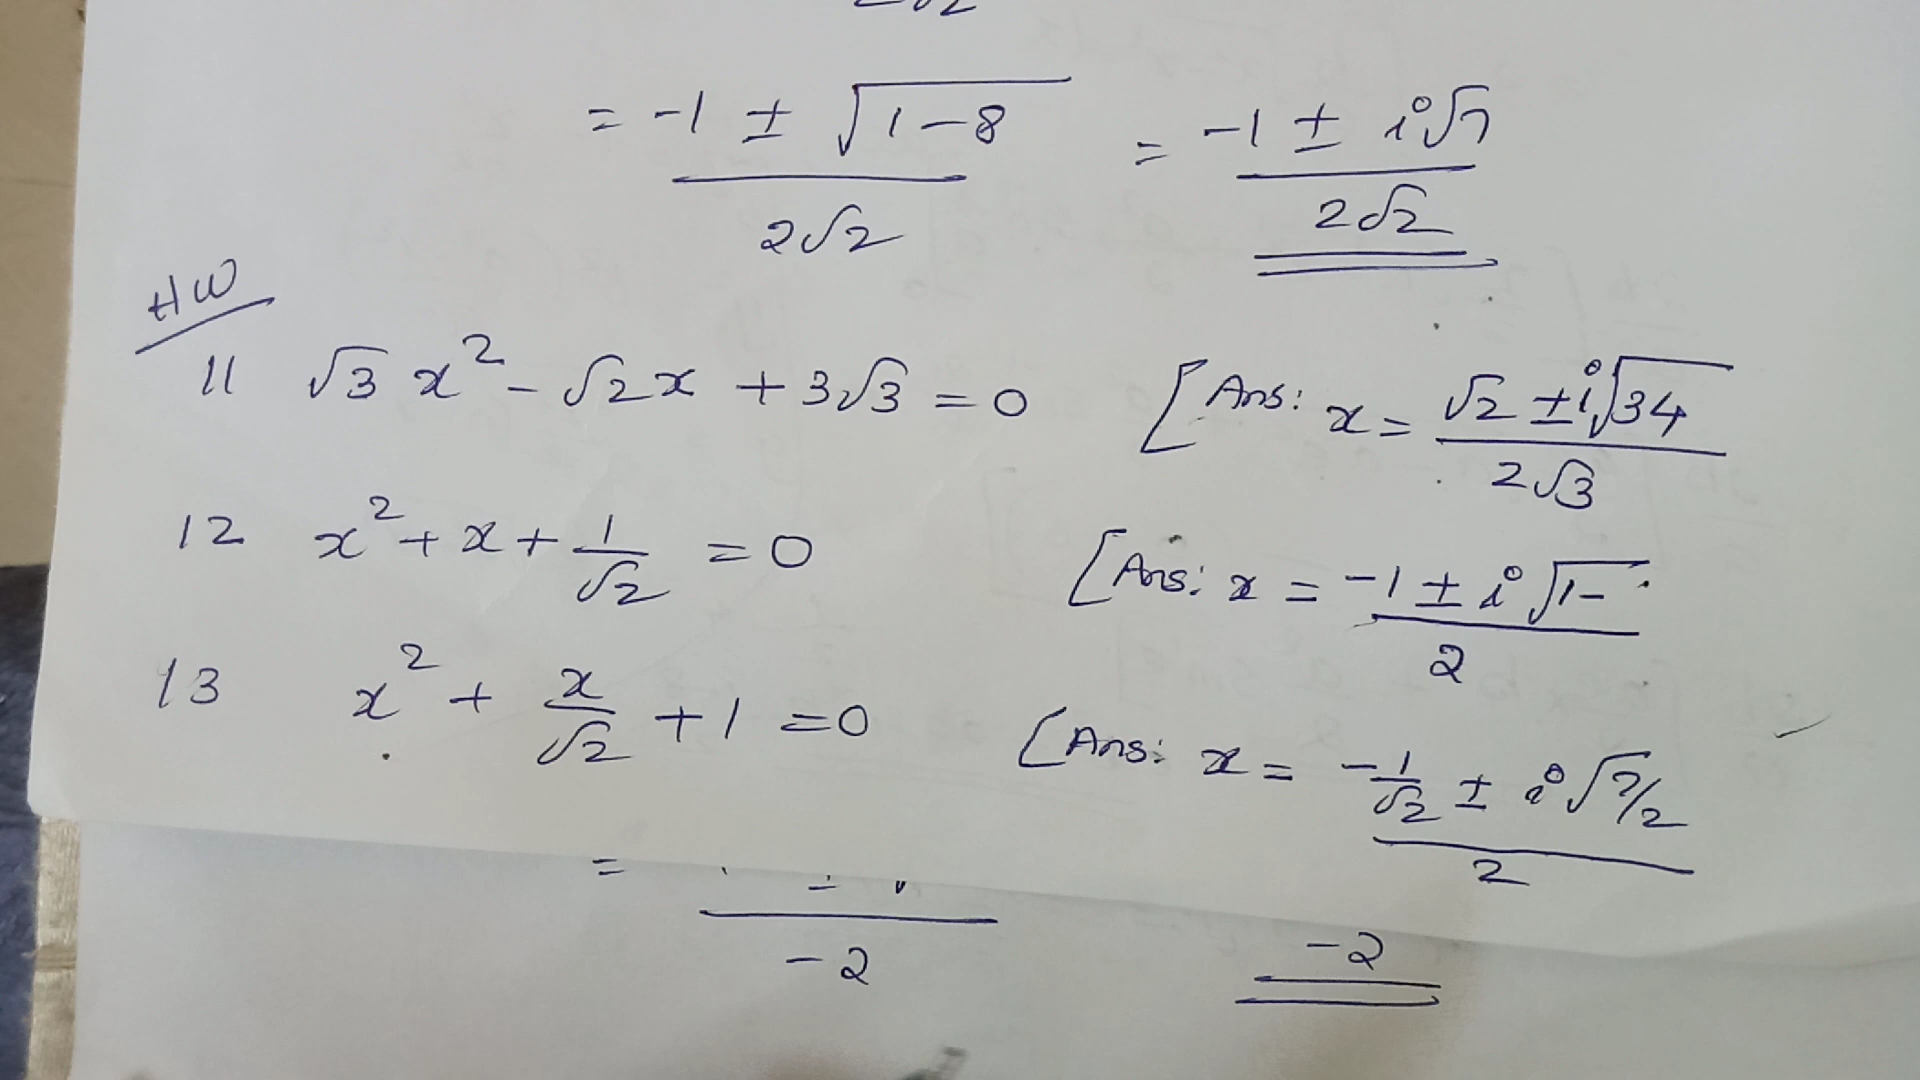 2√2
= -1 ± √1-8 / 2√2 = -1 ± i√7 / 2√2
HW
11 √3 x² - √2x + 3√3 = 0 [Ans: x = √2 ± i√34 / 2√3
12 x² + x + 1/√2 = 0 [Ans: x = -1 ± i√1- / 2
13 x² + x/√2 + 1 = 0 [Ans: x = -1/√2 ± i√7/2 / 2
= ± √ / -2 -2